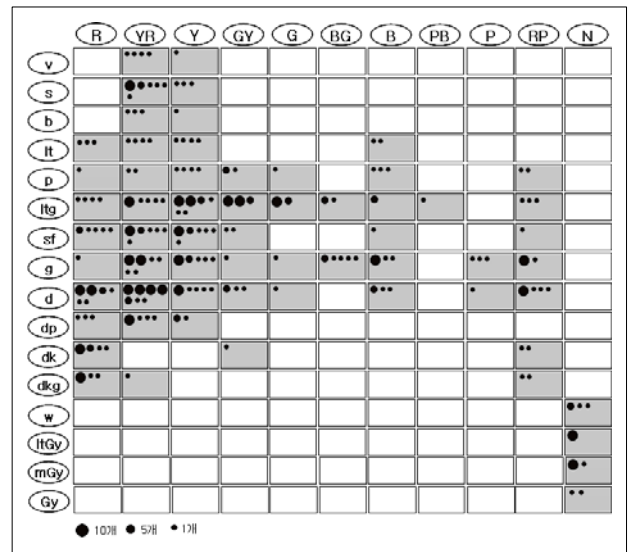 R YR Y GY G BG B PB P RP N
v
s
b
lt
p
ltg
sf
g
d
dp
dk
dkg
w
ltGy
mGy
Gy
10개 5개 1개